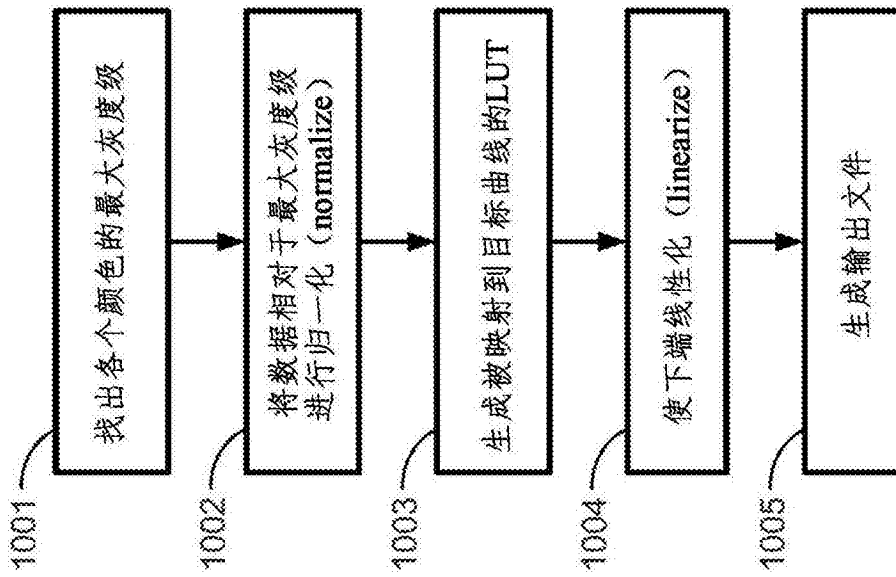 1001
找出各个颜色的最大灰度级
1002
将数据相对于最大灰度级
进行归一化（normalize）
1003
生成被映射到目标曲线的LUT
1004
使下端线性化（linearize）
1005
生成输出文件